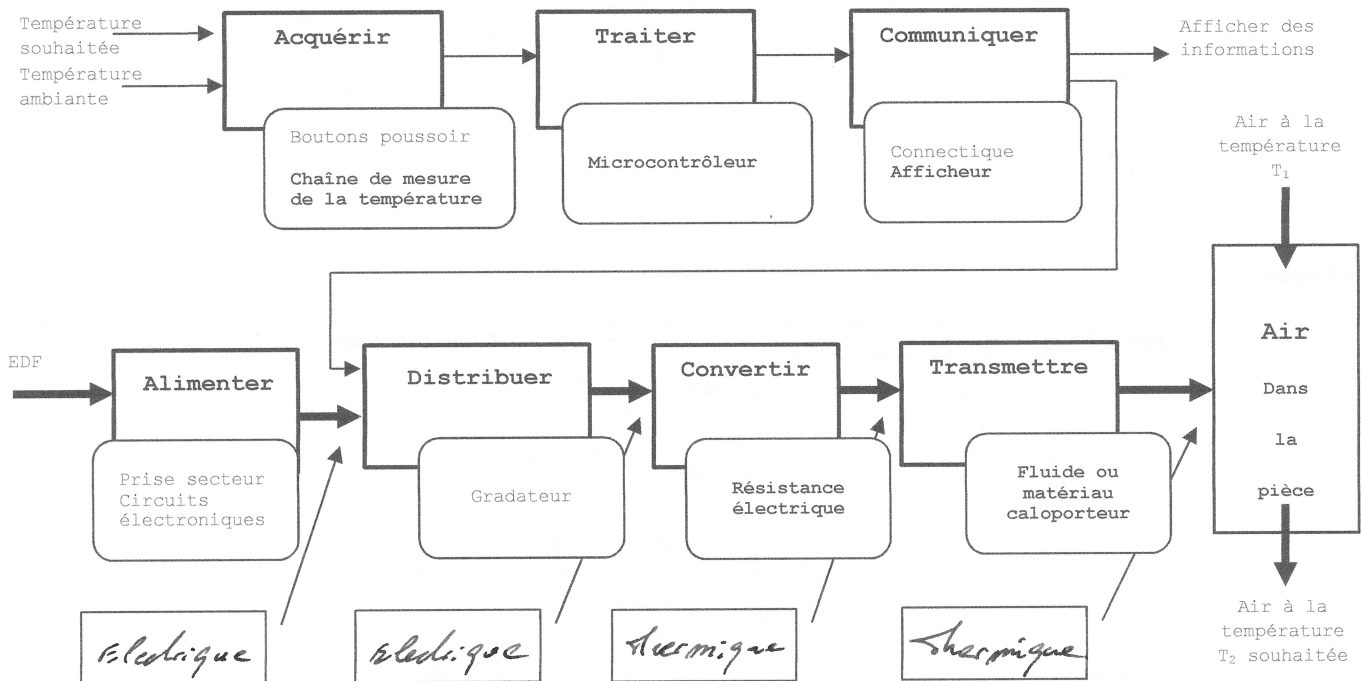 Température
souhaitée
Température
ambiante
Acquérir
Boutons poussoir
Chaîne de mesure
de la température
Traiter
Microcontrôleur
Communiquer
Connectique
Afficheur
Afficher des
informations
Air à la
température
T₁
EDF
Alimenter
Prise secteur
Circuits
électroniques
Distribuer
Gradateur
Convertir
Résistance
électrique
Transmettre
Fluide ou
matériau
caloporteur
Air
Dans
la
pièce
Electrique
Electrique
Thermique
Thermique
Air à la
température
T₂ souhaitée